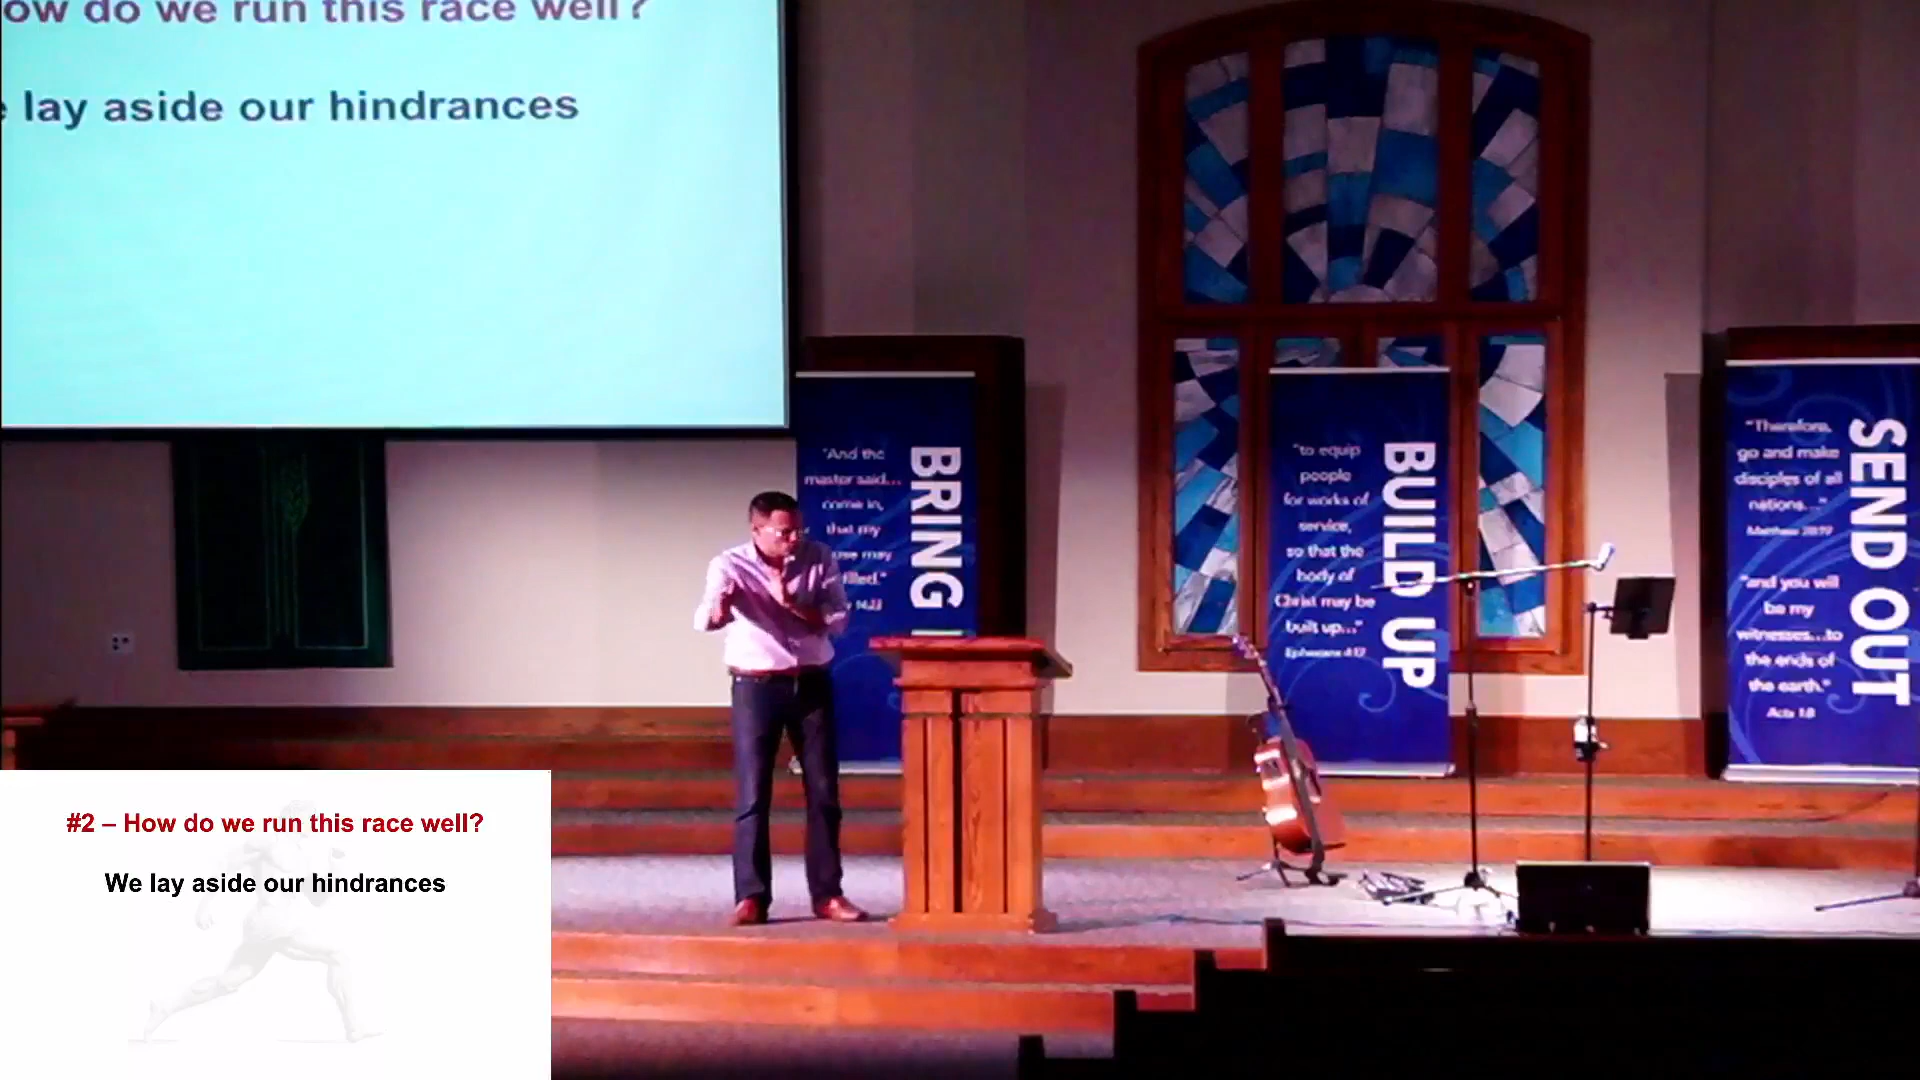 ow do we run this race well?
lay aside our hindrances
"And the
master said...
come in,
that my
may
filled."
BRING
"to equip
people
for works of
service,
so that the
body of
Christ may be
built up..."
Ephesians 4:12
BUILD UP
"Therefore,
go and make
disciples of all
nations..."
Matthew 28:19
"and you will
be my
witnesses...to
the ends of
the earth."
Acts 1:8
SEND OUT
#2 – How do we run this race well?
We lay aside our hindrances